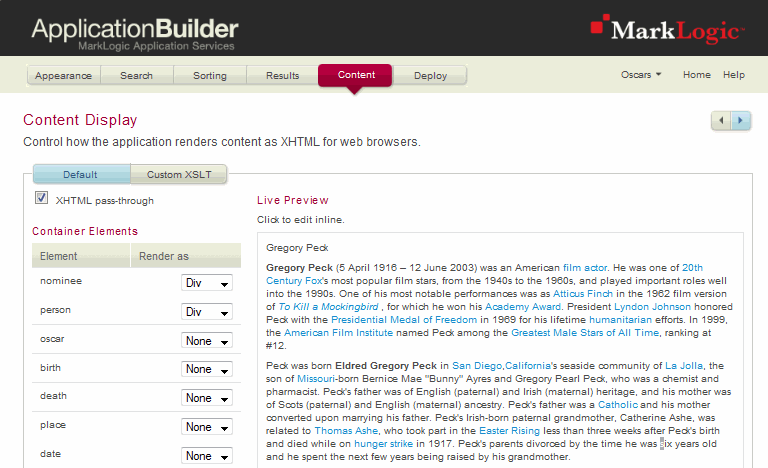 ApplicationBuilder
MarkLogic Application Services
MarkLogic™
Appearance Search Sorting Results Content Deploy Oscars Home Help
Content Display
Control how the application renders content as XHTML for web browsers.
Default Custom XSLT
XHTML pass-through
Container Elements
Element Render as
nominee Div
person Div
oscar None
birth None
death None
place None
date None
Live Preview
Click to edit inline.
Gregory Peck
Gregory Peck (5 April 1916 – 12 June 2003) was an American film actor. He was one of 20th
Century Fox's most popular film stars, from the 1940s to the 1960s, and played important roles well
into the 1990s. One of his most notable performances was as Atticus Finch in the 1962 film version
of To Kill a Mockingbird , for which he won his Academy Award. President Lyndon Johnson honored
Peck with the Presidential Medal of Freedom in 1969 for his lifetime humanitarian efforts. In 1999,
the American Film Institute named Peck among the Greatest Male Stars of All Time, ranking at
#12.
Peck was born Eldred Gregory Peck in San Diego,California's seaside community of La Jolla, the
son of Missouri-born Bernice Mae "Bunny" Ayres and Gregory Pearl Peck, who was a chemist and
pharmacist. Peck's father was of English (paternal) and Irish (maternal) heritage, and his mother was
of Scots (paternal) and English (maternal) ancestry. Peck's father was a Catholic and his mother
converted upon marrying his father. Peck's Irish-born paternal grandmother, Catherine Ashe, was
related to Thomas Ashe, who took part in the Easter Rising less than three weeks after Peck's birth
and died while on hunger strike in 1917. Peck's parents divorced by the time he was six years old
and he spent the next few years being raised by his grandmother.